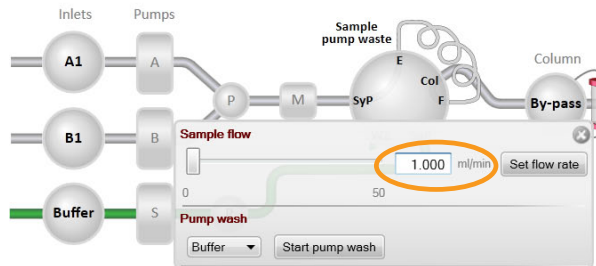 Inlets Pumps
Sample
pump waste
Column
E
A1 A P M SyP Col F By-pass
B1 B
Buffer S
Sample flow
1.000 ml/min Set flow rate
0 50
Pump wash
Buffer Start pump wash